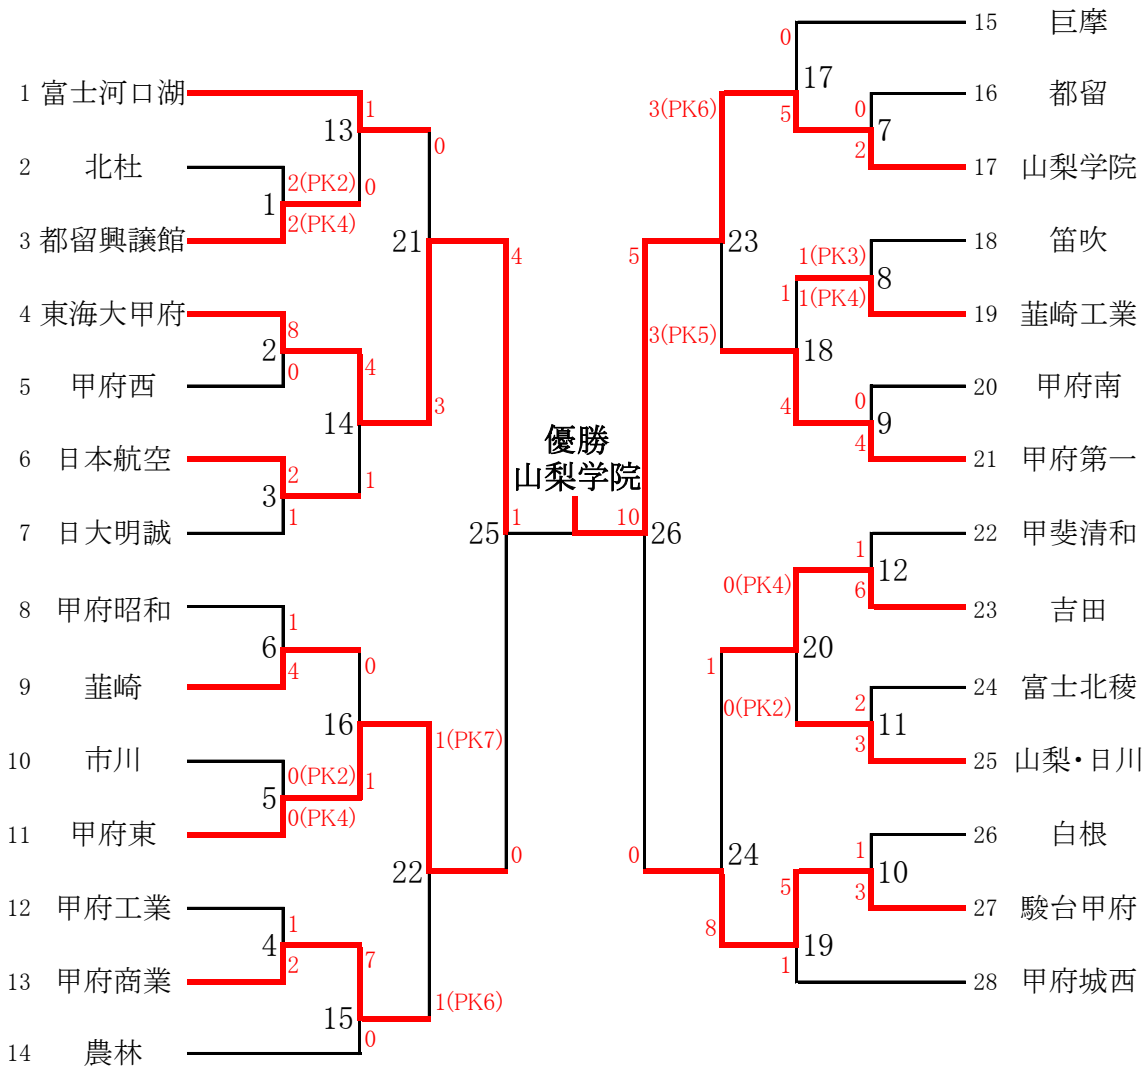 1 富士河口湖
2 北杜
3 都留興譲館
4 東海大甲府
5 甲府西
6 日本航空
7 日大明誠
8 甲府昭和
9 韮崎
10 市川
11 甲府東
12 甲府工業
13 甲府商業
14 農林
2(PK2)
1
2(PK4)
8
2
0
2
3
1
1
6
4
0(PK2)
5
0(PK4)
1
4
2
1
13
0
4
14
1
0
16
1
7
15
0
0
21
3
1(PK7)
22
1(PK6)
4
25
0
優勝
山梨学院
1
10
26
5
0
3(PK6)
23
3(PK5)
1
24
8
0
17
5
1
18
4
0(PK4)
20
0(PK2)
5
19
1
0
7
2
1(PK3)
8
1(PK4)
0
9
4
1
12
6
2
11
3
1
10
3
15 巨摩
16 都留
17 山梨学院
18 笛吹
19 韮崎工業
20 甲府南
21 甲府第一
22 甲斐清和
23 吉田
24 富士北稜
25 山梨・日川
26 白根
27 駿台甲府
28 甲府城西